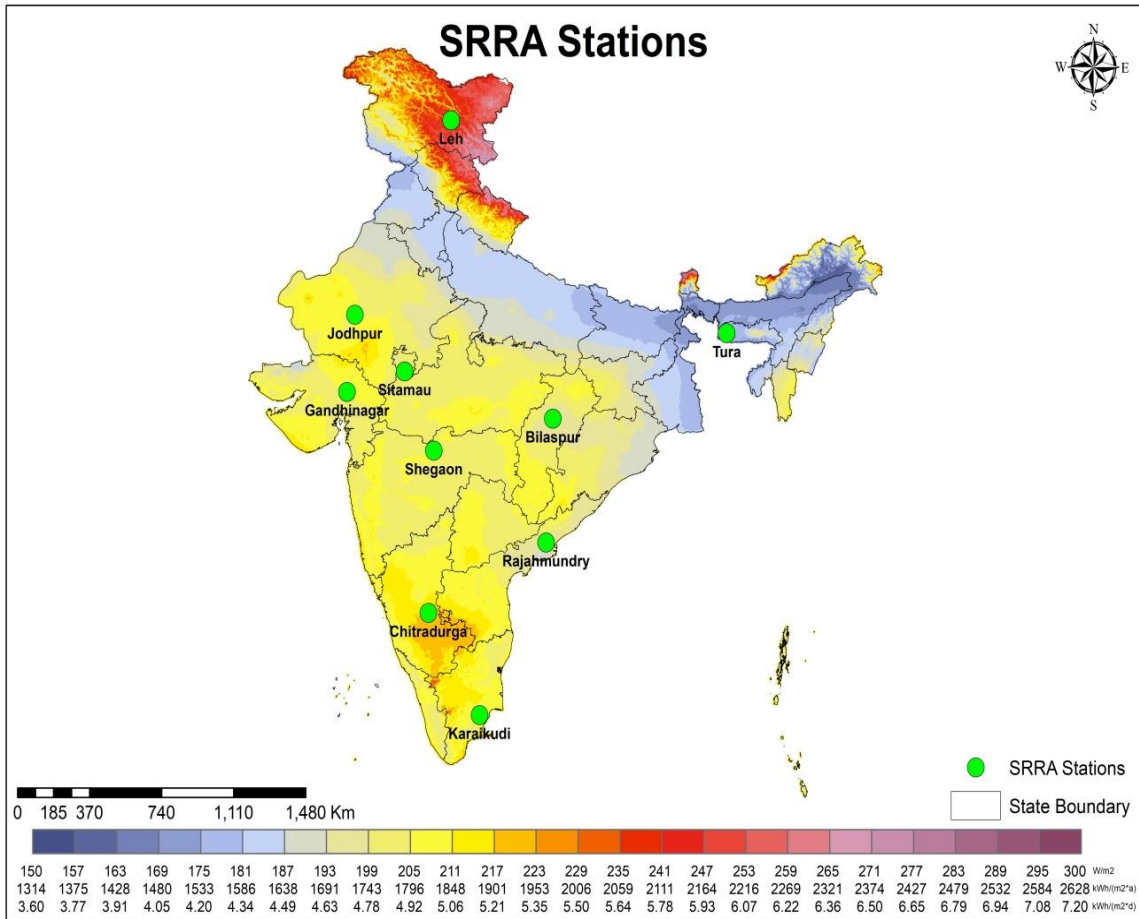 SRRA Stations
N
W E
S
Leh
Jodhpur
Tura
Sitamau
Gandhinagar
Bilaspur
Shegaon
Rajahmundry
Chitradurga
Karaikudi
SRRA Stations
State Boundary
0 185 370 740 1,110 1,480 Km
150 157 163 169 175 181 187 193 199 205 211 217 223 229 235 241 247 253 259 265 271 277 283 289 295 300 W/m2
1314 1375 1428 1480 1533 1586 1638 1691 1743 1796 1848 1901 1953 2006 2059 2111 2164 2216 2269 2321 2374 2427 2479 2532 2584 2628 kWh/(m2*a)
3.60 3.77 3.91 4.05 4.20 4.34 4.49 4.63 4.78 4.92 5.06 5.21 5.35 5.50 5.64 5.78 5.93 6.07 6.22 6.36 6.50 6.65 6.79 6.94 7.08 7.20 kWh/(m2*d)